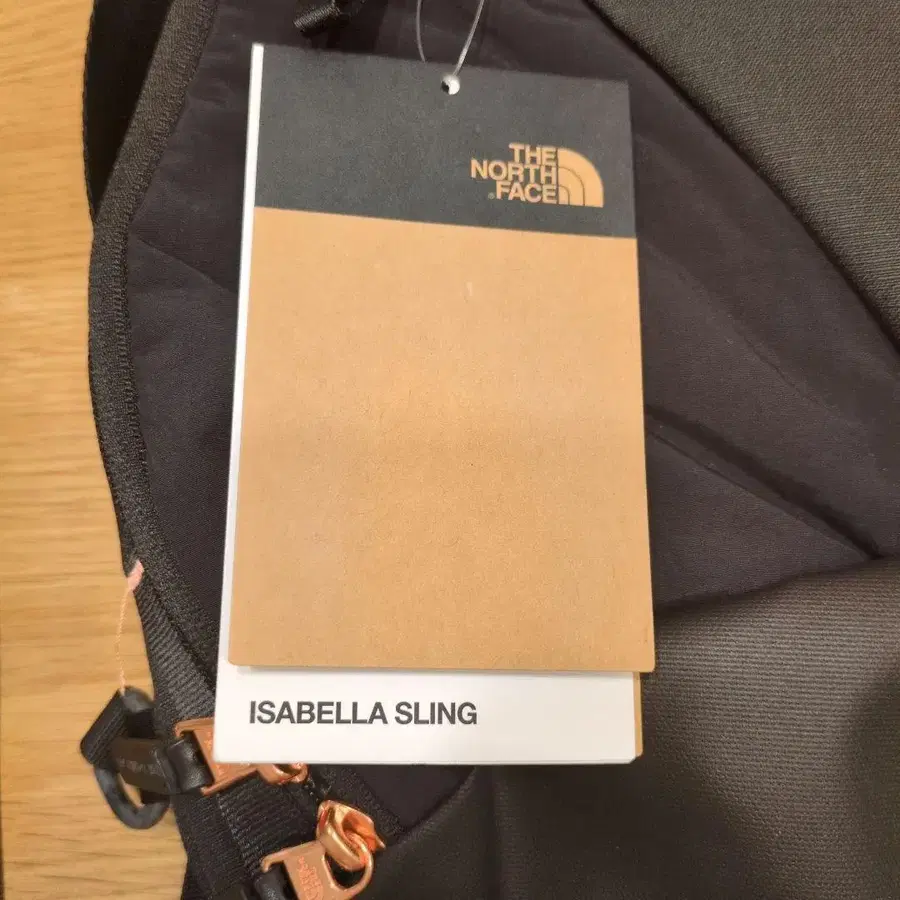 THE
NORTH
FACE
ISABELLA SLING